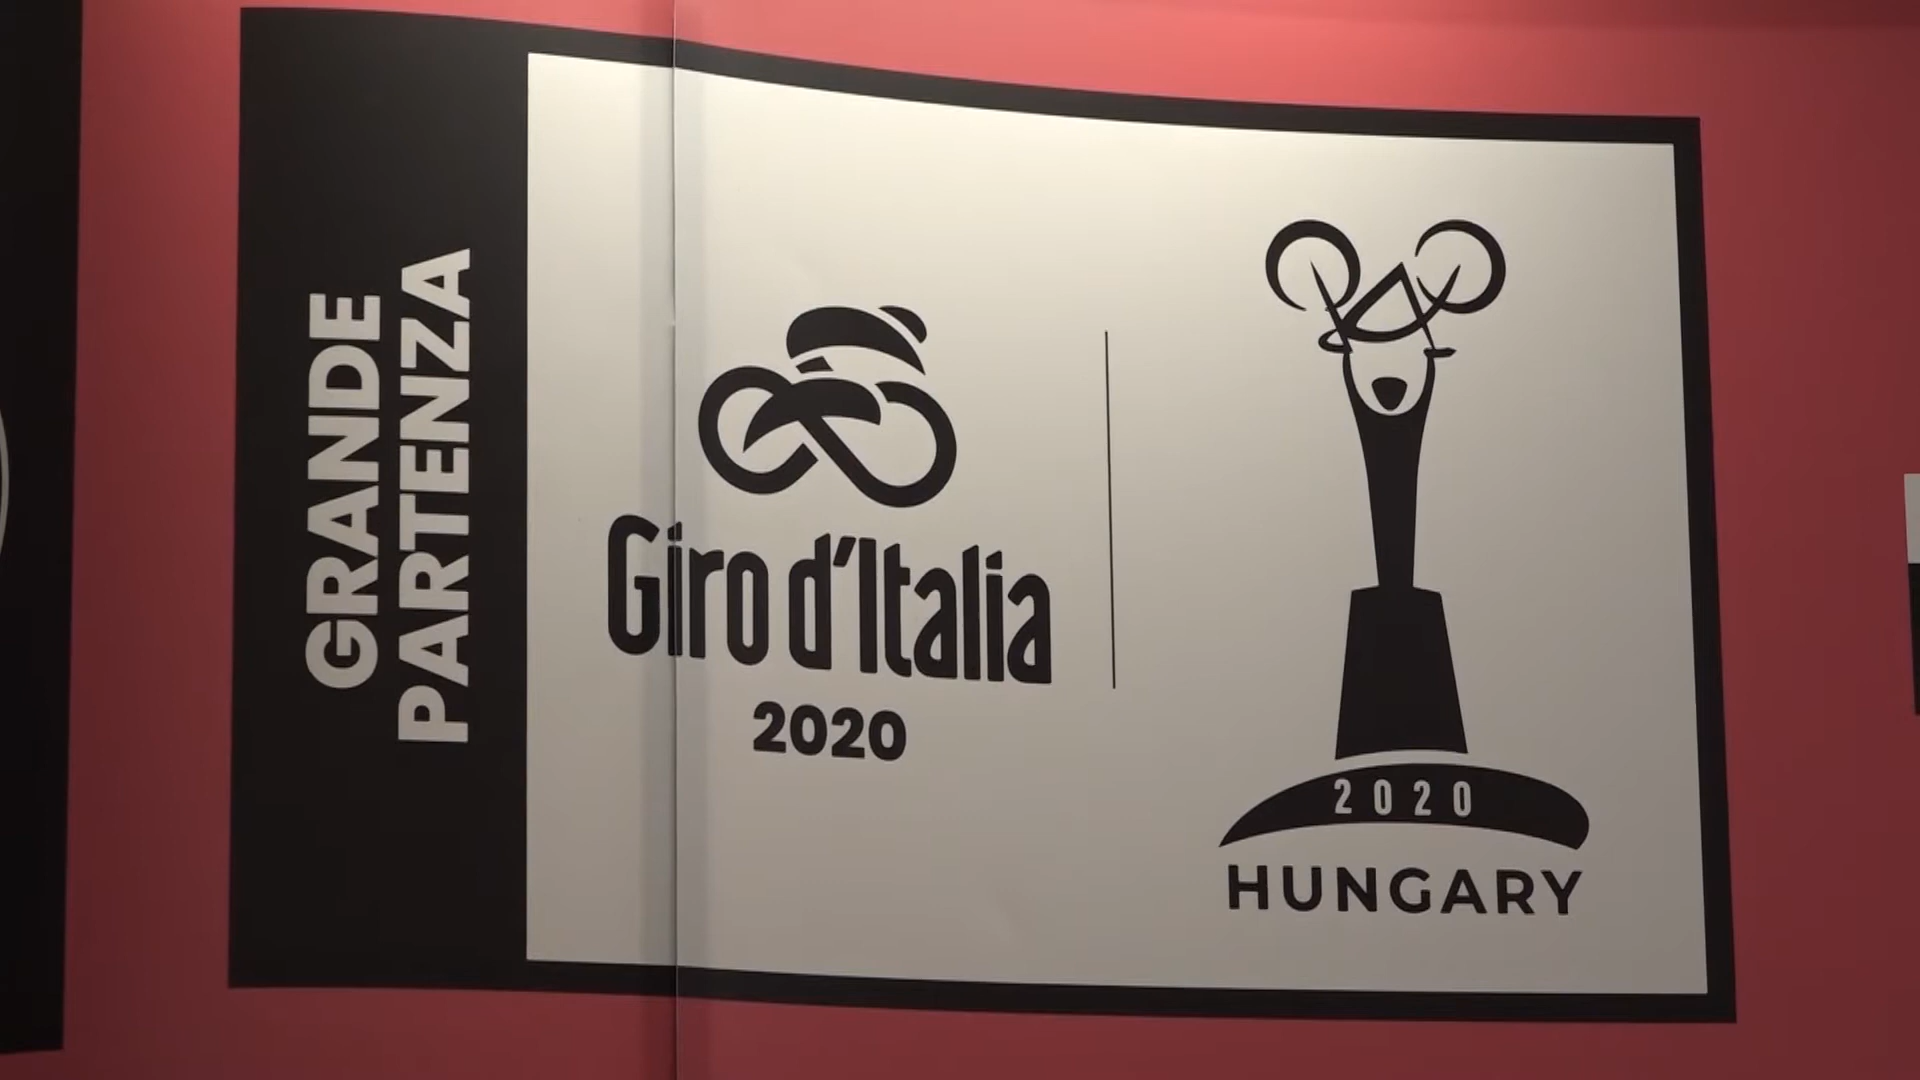 GRANDE
PARTENZA
Giro d'Italia
2020
2020
HUNGARY